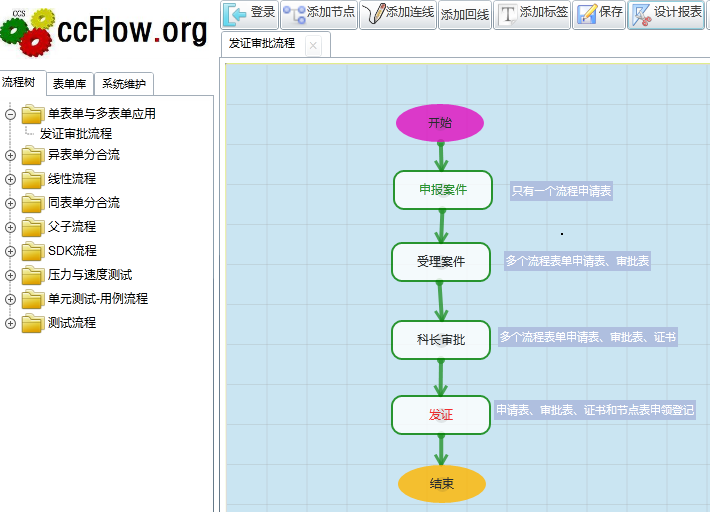 CCS
ccFlow.org
登录
添加节点
添加连线
添加回线
添加标签
保存
设计报表
流程树
表单库
系统维护
发证审批流程
单表单与多表单应用
发证审批流程
异表单分合流
线性流程
同表单分合流
父子流程
SDK流程
压力与速度测试
单元测试-用例流程
测试流程
开始
申报案件
只有一个流程申请表
受理案件
多个流程表单申请表、审批表
科长审批
多个流程表单申请表、审批表、证书
发证
申请表、审批表、证书和节点表申领登记
结束